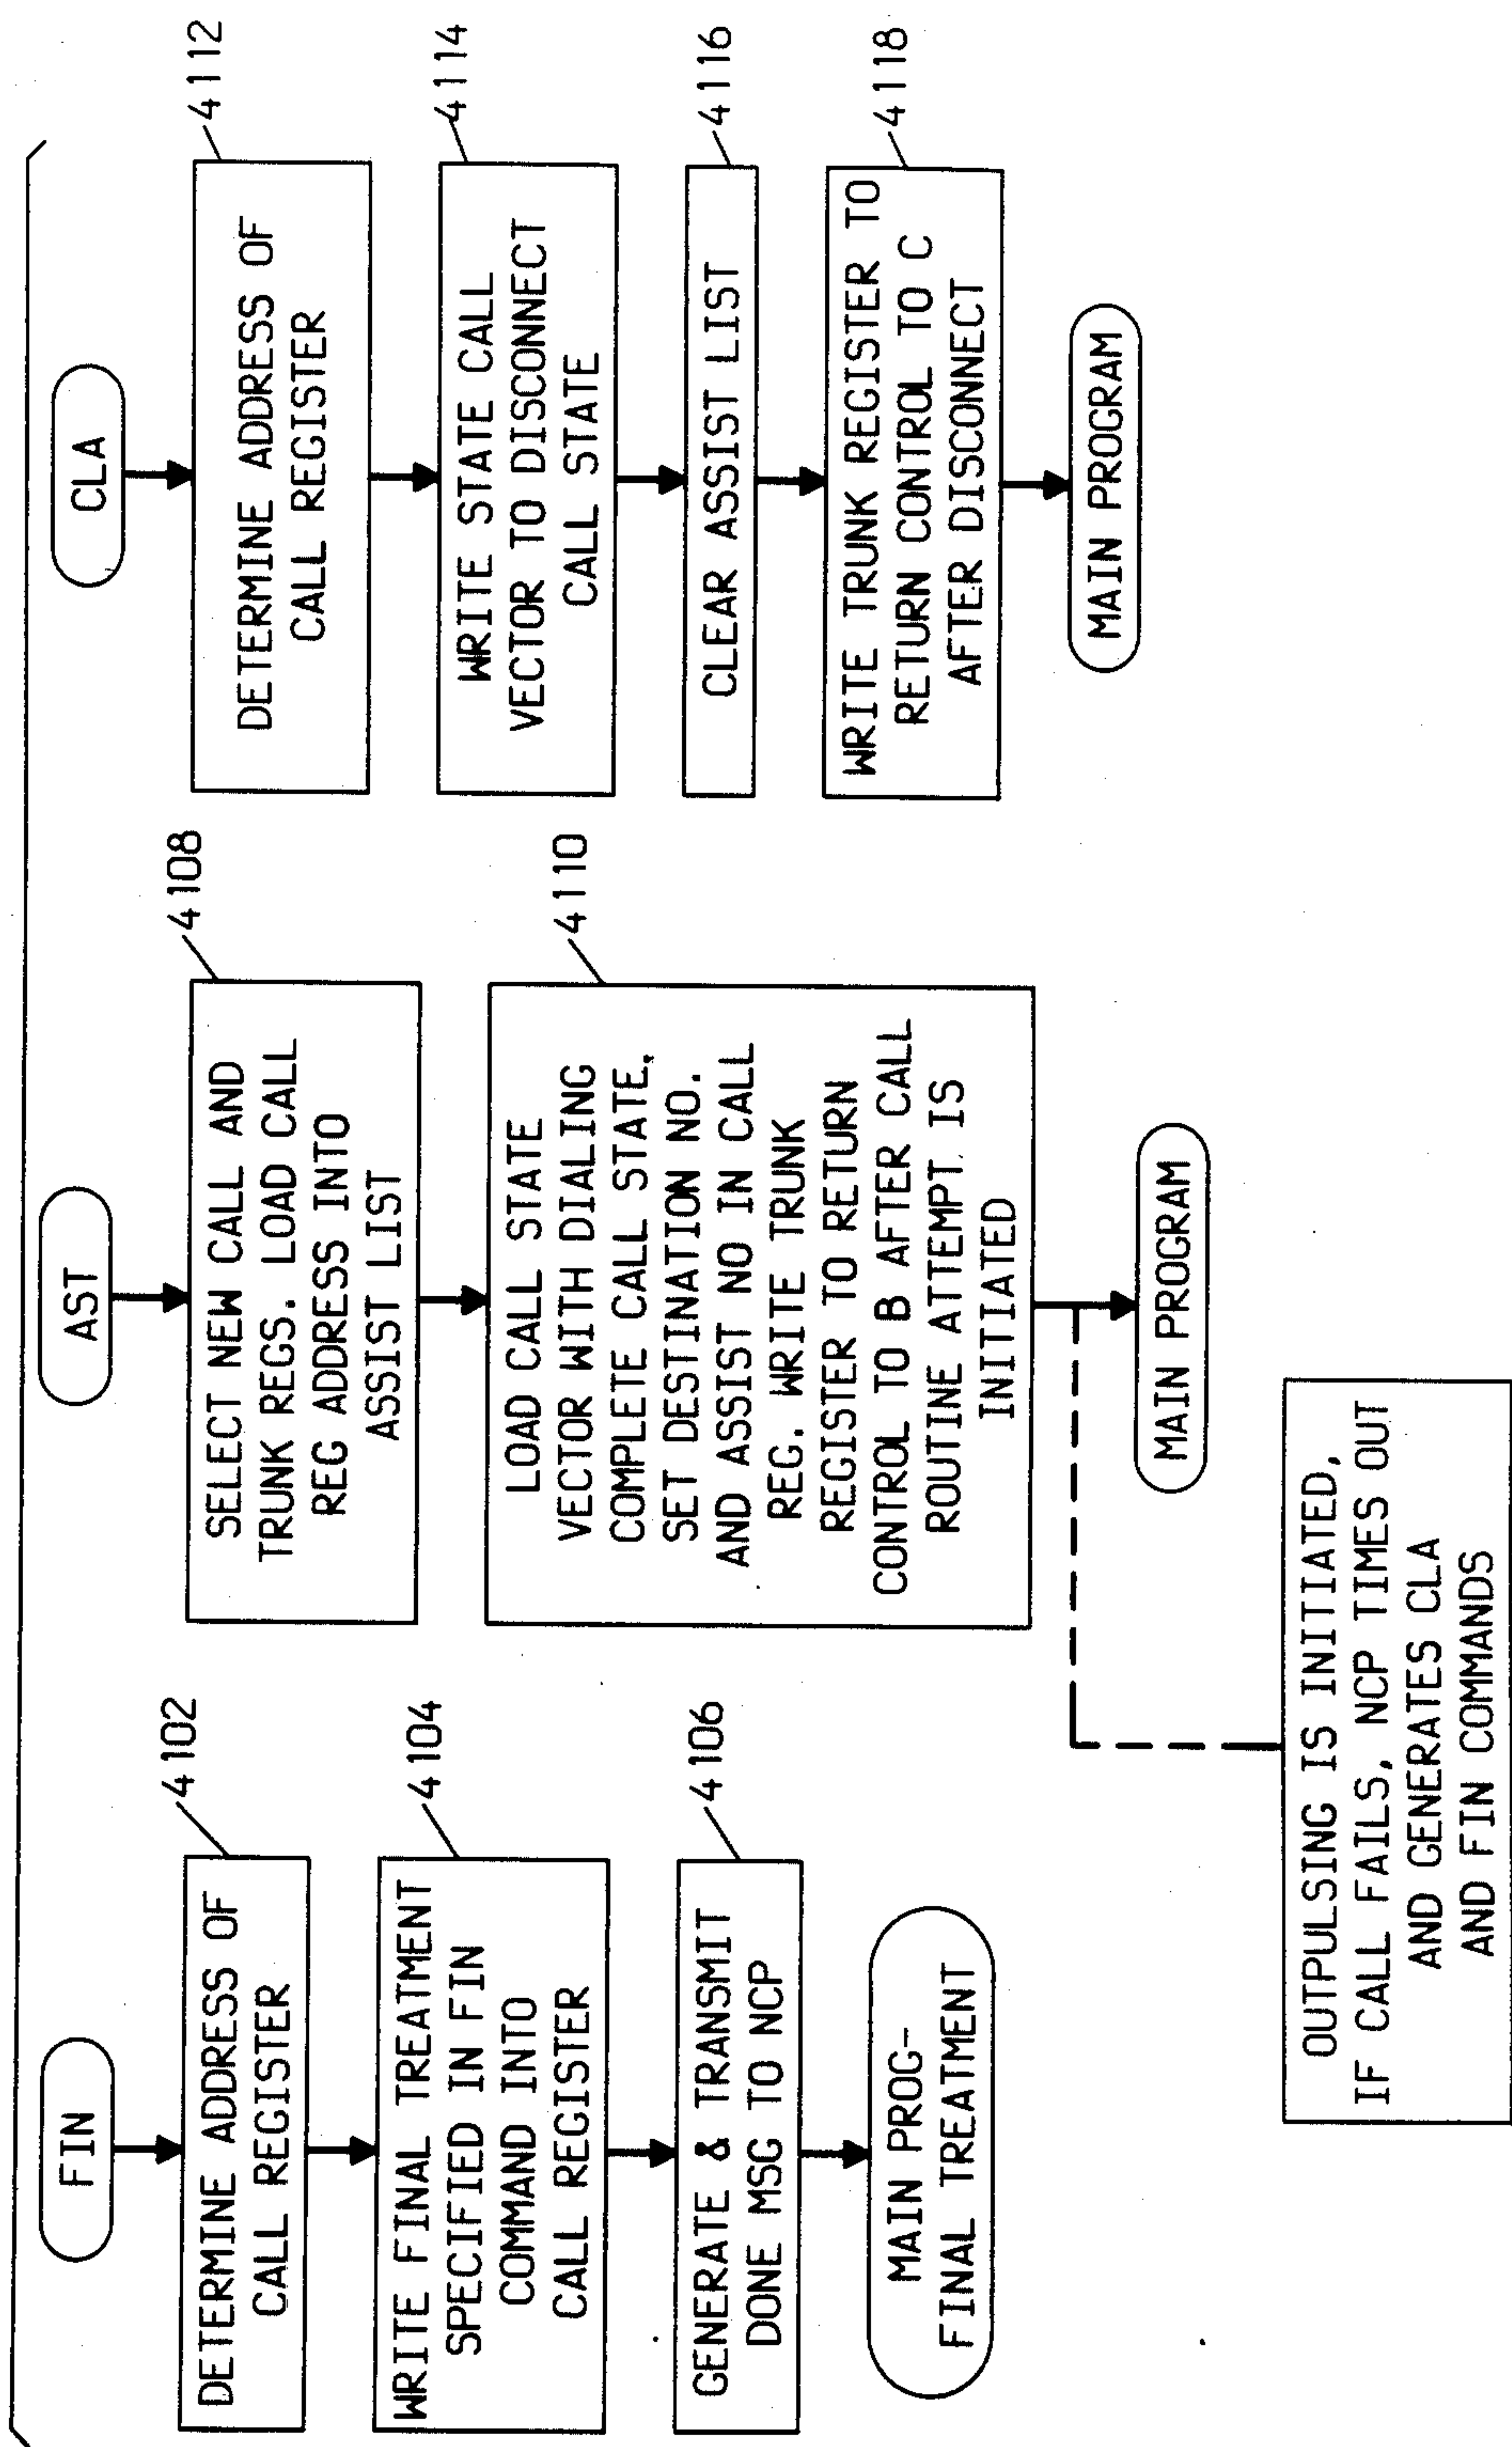 FIN
4102
DETERMINE ADDRESS OF
CALL REGISTER
4104
WRITE FINAL TREATMENT
SPECIFIED IN FIN
COMMAND INTO
CALL REGISTER
4106
GENERATE & TRANSMIT
DONE MSG TO NCP
MAIN PROG-
FINAL TREATMENT
AST
4108
SELECT NEW CALL AND
TRUNK REGS. LOAD CALL
REG ADDRESS INTO
ASSIST LIST
4110
LOAD CALL STATE
VECTOR WITH DIALING
COMPLETE CALL STATE.
SET DESTINATION NO.
AND ASSIST NO IN CALL
REG. WRITE TRUNK
REGISTER TO RETURN
CONTROL TO B AFTER CALL
ROUTINE ATTEMPT IS
INITIATED
MAIN PROGRAM
OUTPULSING IS INITIATED,
IF CALL FAILS, NCP TIMES OUT
AND GENERATES CLA
AND FIN COMMANDS
CLA
4112
DETERMINE ADDRESS OF
CALL REGISTER
4114
WRITE STATE CALL
VECTOR TO DISCONNECT
CALL STATE
4116
CLEAR ASSIST LIST
4118
WRITE TRUNK REGISTER TO
RETURN CONTROL TO C
AFTER DISCONNECT
MAIN PROGRAM